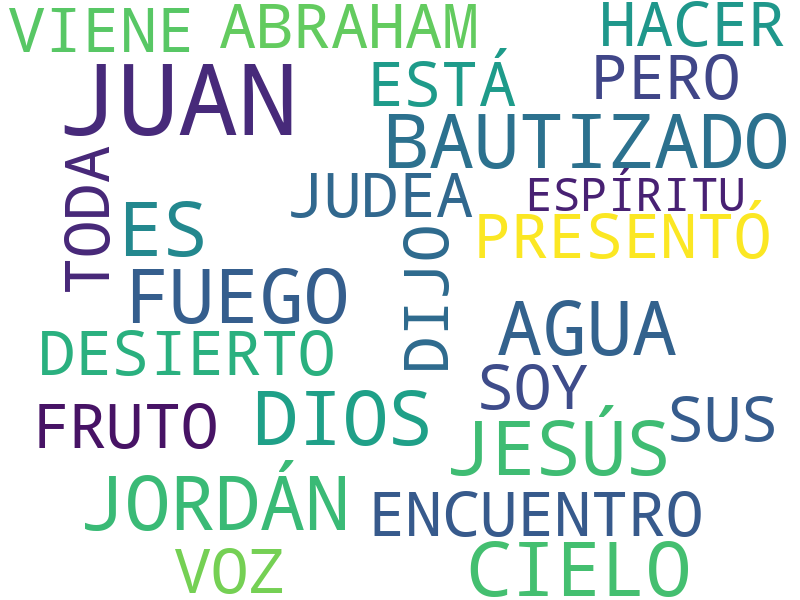 VIENE ABRAHAM HACER
JUAN ESTÁ PERO
BAUTIZADO
TODA JUDEA ESPÍRITU
ES DIJO PRESENTÓ
FUEGO AGUA
DESIERTO SOY
FRUTO DIOS JESÚS SUS
JORDÁN ENCUENTRO
VOZ CIELO